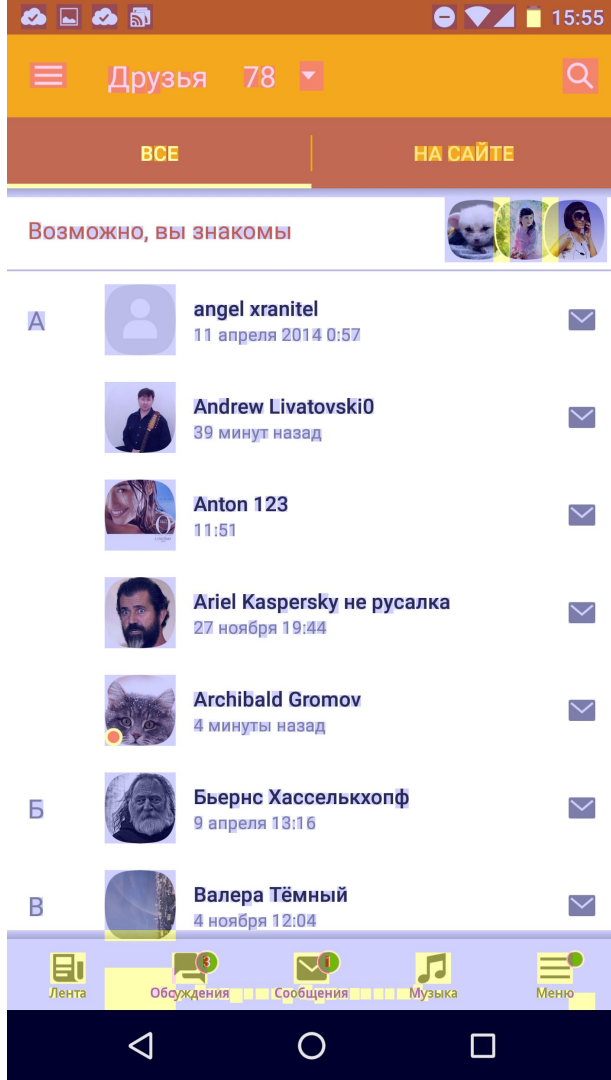 15:55
Друзья 78
ВСЕ НА САЙТЕ
Возможно, вы знакомы
A
angel xranitel
11 апреля 2014 0:57
Andrew Livatovski0
39 минут назад
Anton 123
11:51
Ariel Kaspersky не русалка
27 ноября 19:44
Archibald Gromov
4 минуты назад
Б
Бьернс Хасселькхопф
9 апреля 13:16
В
Валера Тёмный
4 ноября 12:04
3 1
Лента Обсуждения Сообщения Музыка Меню